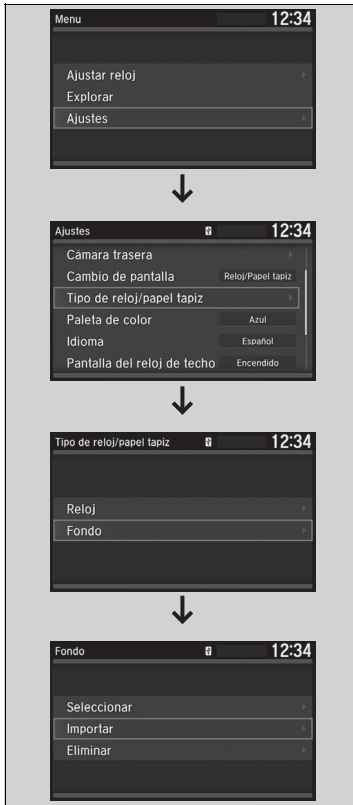 Menu 12:34
Ajustar reloj
Explorar
Ajustes
Ajustes 12:34
Cámara trasera
Cambio de pantalla Reloj/Papel tapiz
Tipo de reloj/papel tapiz
Paleta de color Azul
Idioma Español
Pantalla del reloj de techo Encendido
Tipo de reloj/papel tapiz 12:34
Reloj
Fondo
Fondo 12:34
Seleccionar
Importar
Eliminar